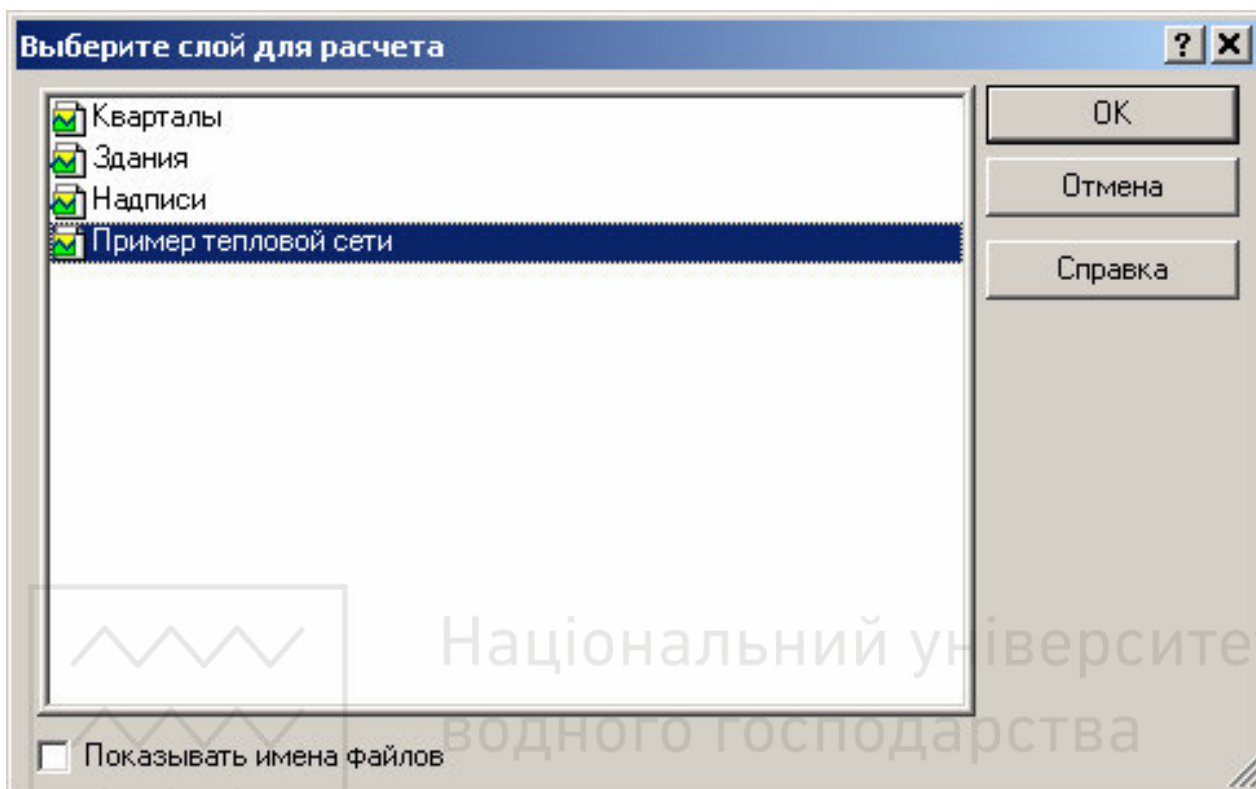 Выберите слой для расчета
Кварталы
Здания
Надписи
Пример тепловой сети
OK
Отмена
Справка
Національний університе
водного господарства
Показывать имена файлов